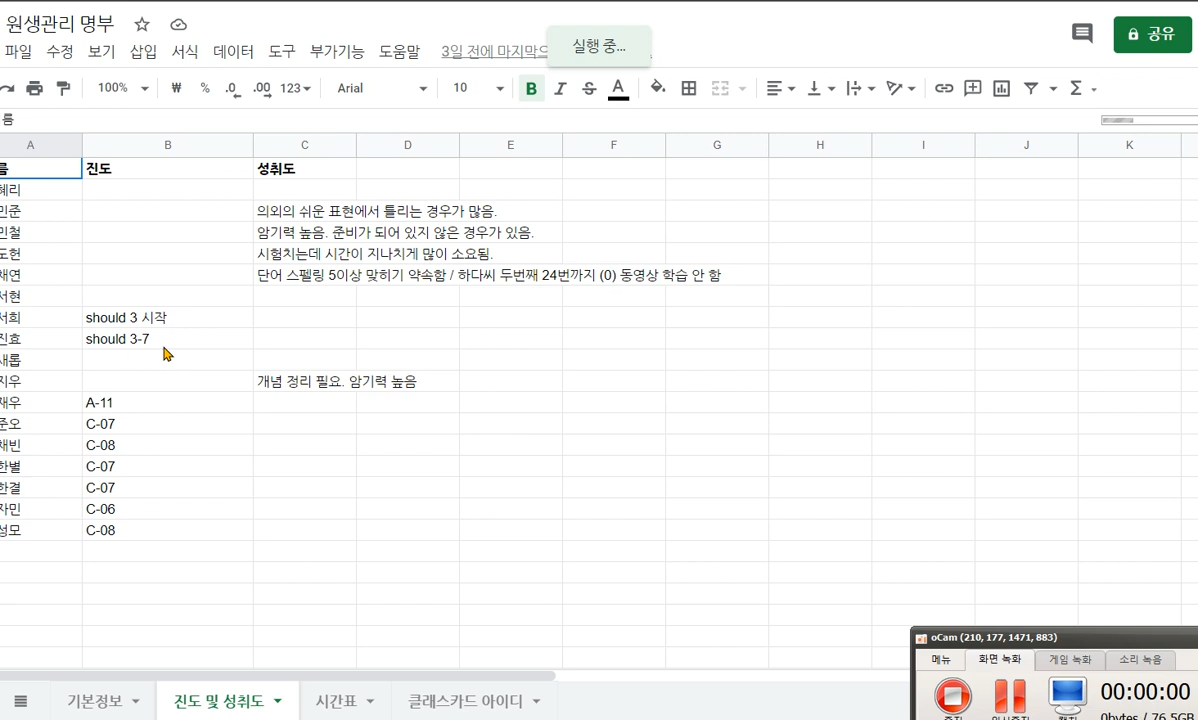 원생관리 명부
파일 수정 보기 삽입 서식 데이터 도구 부가기능 도움말 3일 전에 마지막으
실행 중...
공유
100% ₩ % .0 .00 123 Arial 10 B I S A Σ
름
A B C D E F G H I J K
름 진도 성취도
혜리
민준 의외의 쉬운 표현에서 틀리는 경우가 많음.
민철 암기력 높음. 준비가 되어 있지 않은 경우가 있음.
도헌 시험치는데 시간이 지나치게 많이 소요됨.
채연 단어 스펠링 5이상 맞히기 약속함 / 하다씨 두번째 24번까지 (0) 동영상 학습 안 함
서현
서희 should 3 시작
진효 should 3-7
새롭
지우 개념 정리 필요. 암기력 높음
재우 A-11
준오 C-07
채빈 C-08
한별 C-07
한결 C-07
자민 C-06
성모 C-08
oCam (210, 177, 1471, 883)
메뉴 화면 녹화 게임 녹화 소리 녹음
00:00:00
0bytes / 76.5GB
기본정보 진도 및 성취도 시간표 클래스카드 아이디